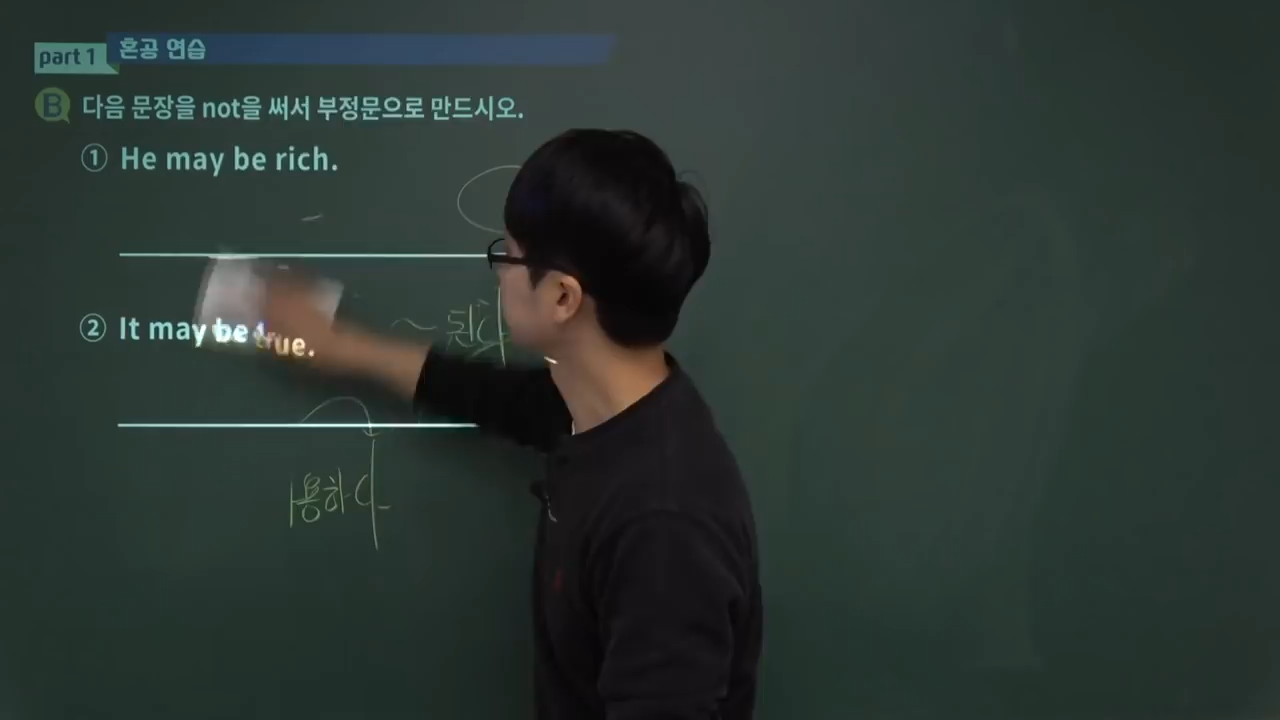 part 1 혼공 연습
B 다음 문장을 not을 써서 부정문으로 만드시오.
① He may be rich.
② It may be true.
~ 된다
용하다